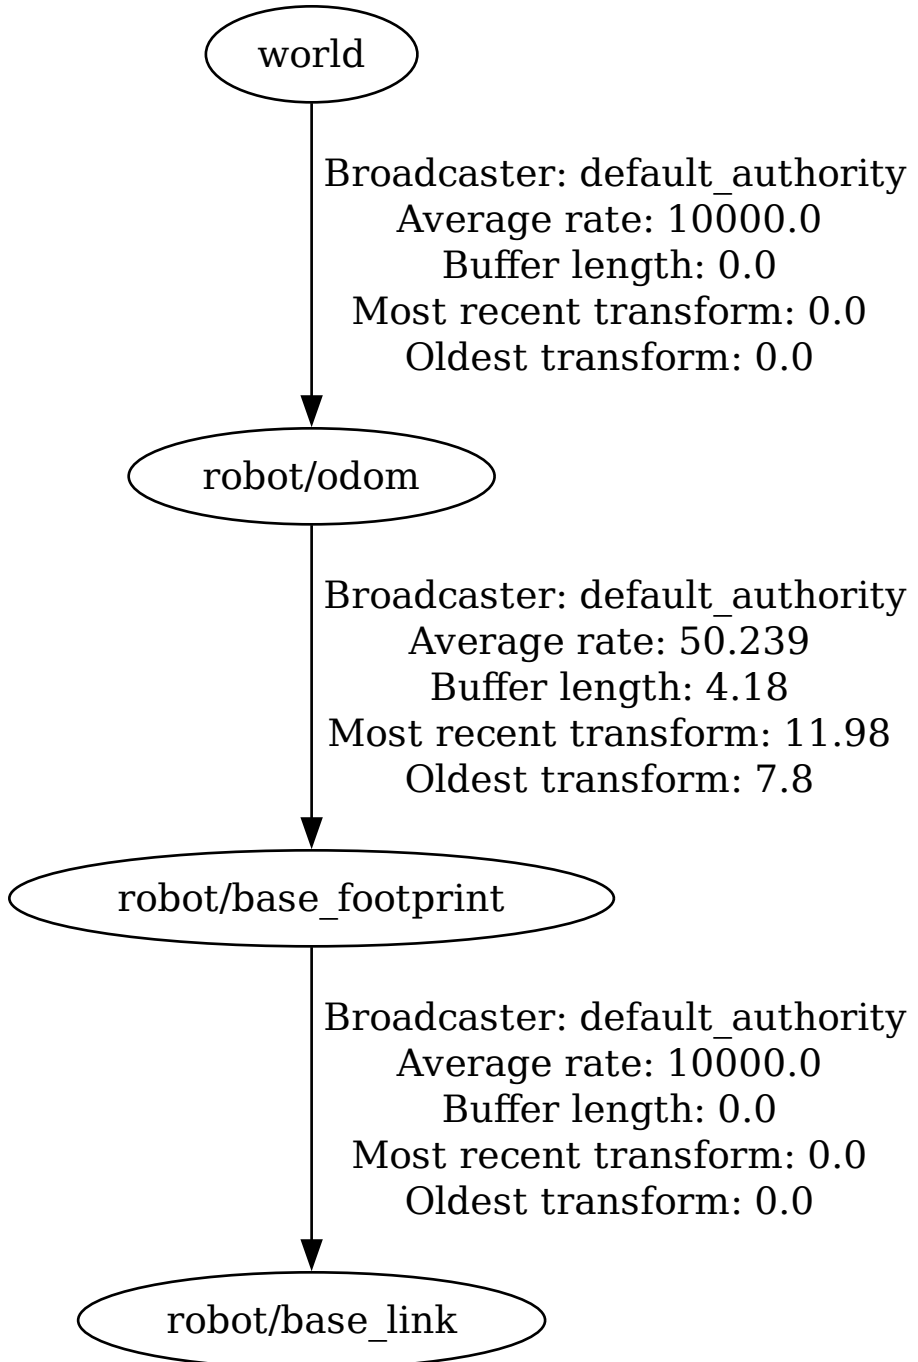 world
Broadcaster: default_authority
Average rate: 10000.0
Buffer length: 0.0
Most recent transform: 0.0
Oldest transform: 0.0
robot/odom
Broadcaster: default_authority
Average rate: 50.239
Buffer length: 4.18
Most recent transform: 11.98
Oldest transform: 7.8
robot/base_footprint
Broadcaster: default_authority
Average rate: 10000.0
Buffer length: 0.0
Most recent transform: 0.0
Oldest transform: 0.0
robot/base_link